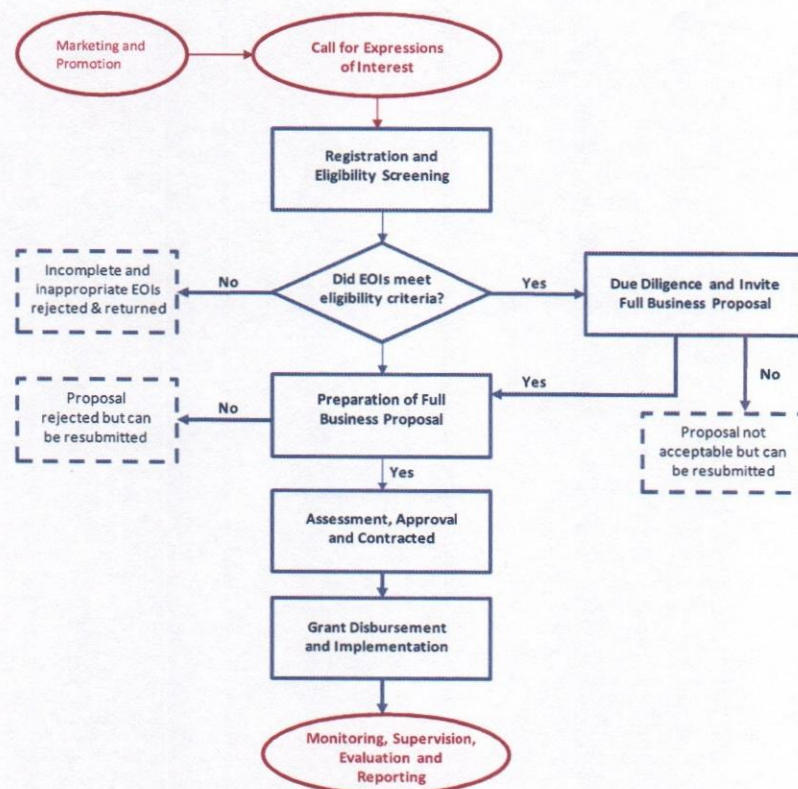 Marketing and
Promotion
Call for Expressions
of Interest
Registration and
Eligibility Screening
Incomplete and
inappropriate EOIs
rejected & returned
No
Did EOIs meet
eligibility criteria?
Yes
Due Diligence and Invite
Full Business Proposal
Proposal
rejected but can
be resubmitted
No
Preparation of Full
Business Proposal
Yes
No
Proposal not
acceptable but can
be resubmitted
Yes
Assessment, Approval
and Contracted
Grant Disbursement
and Implementation
Monitoring, Supervision,
Evaluation and
Reporting